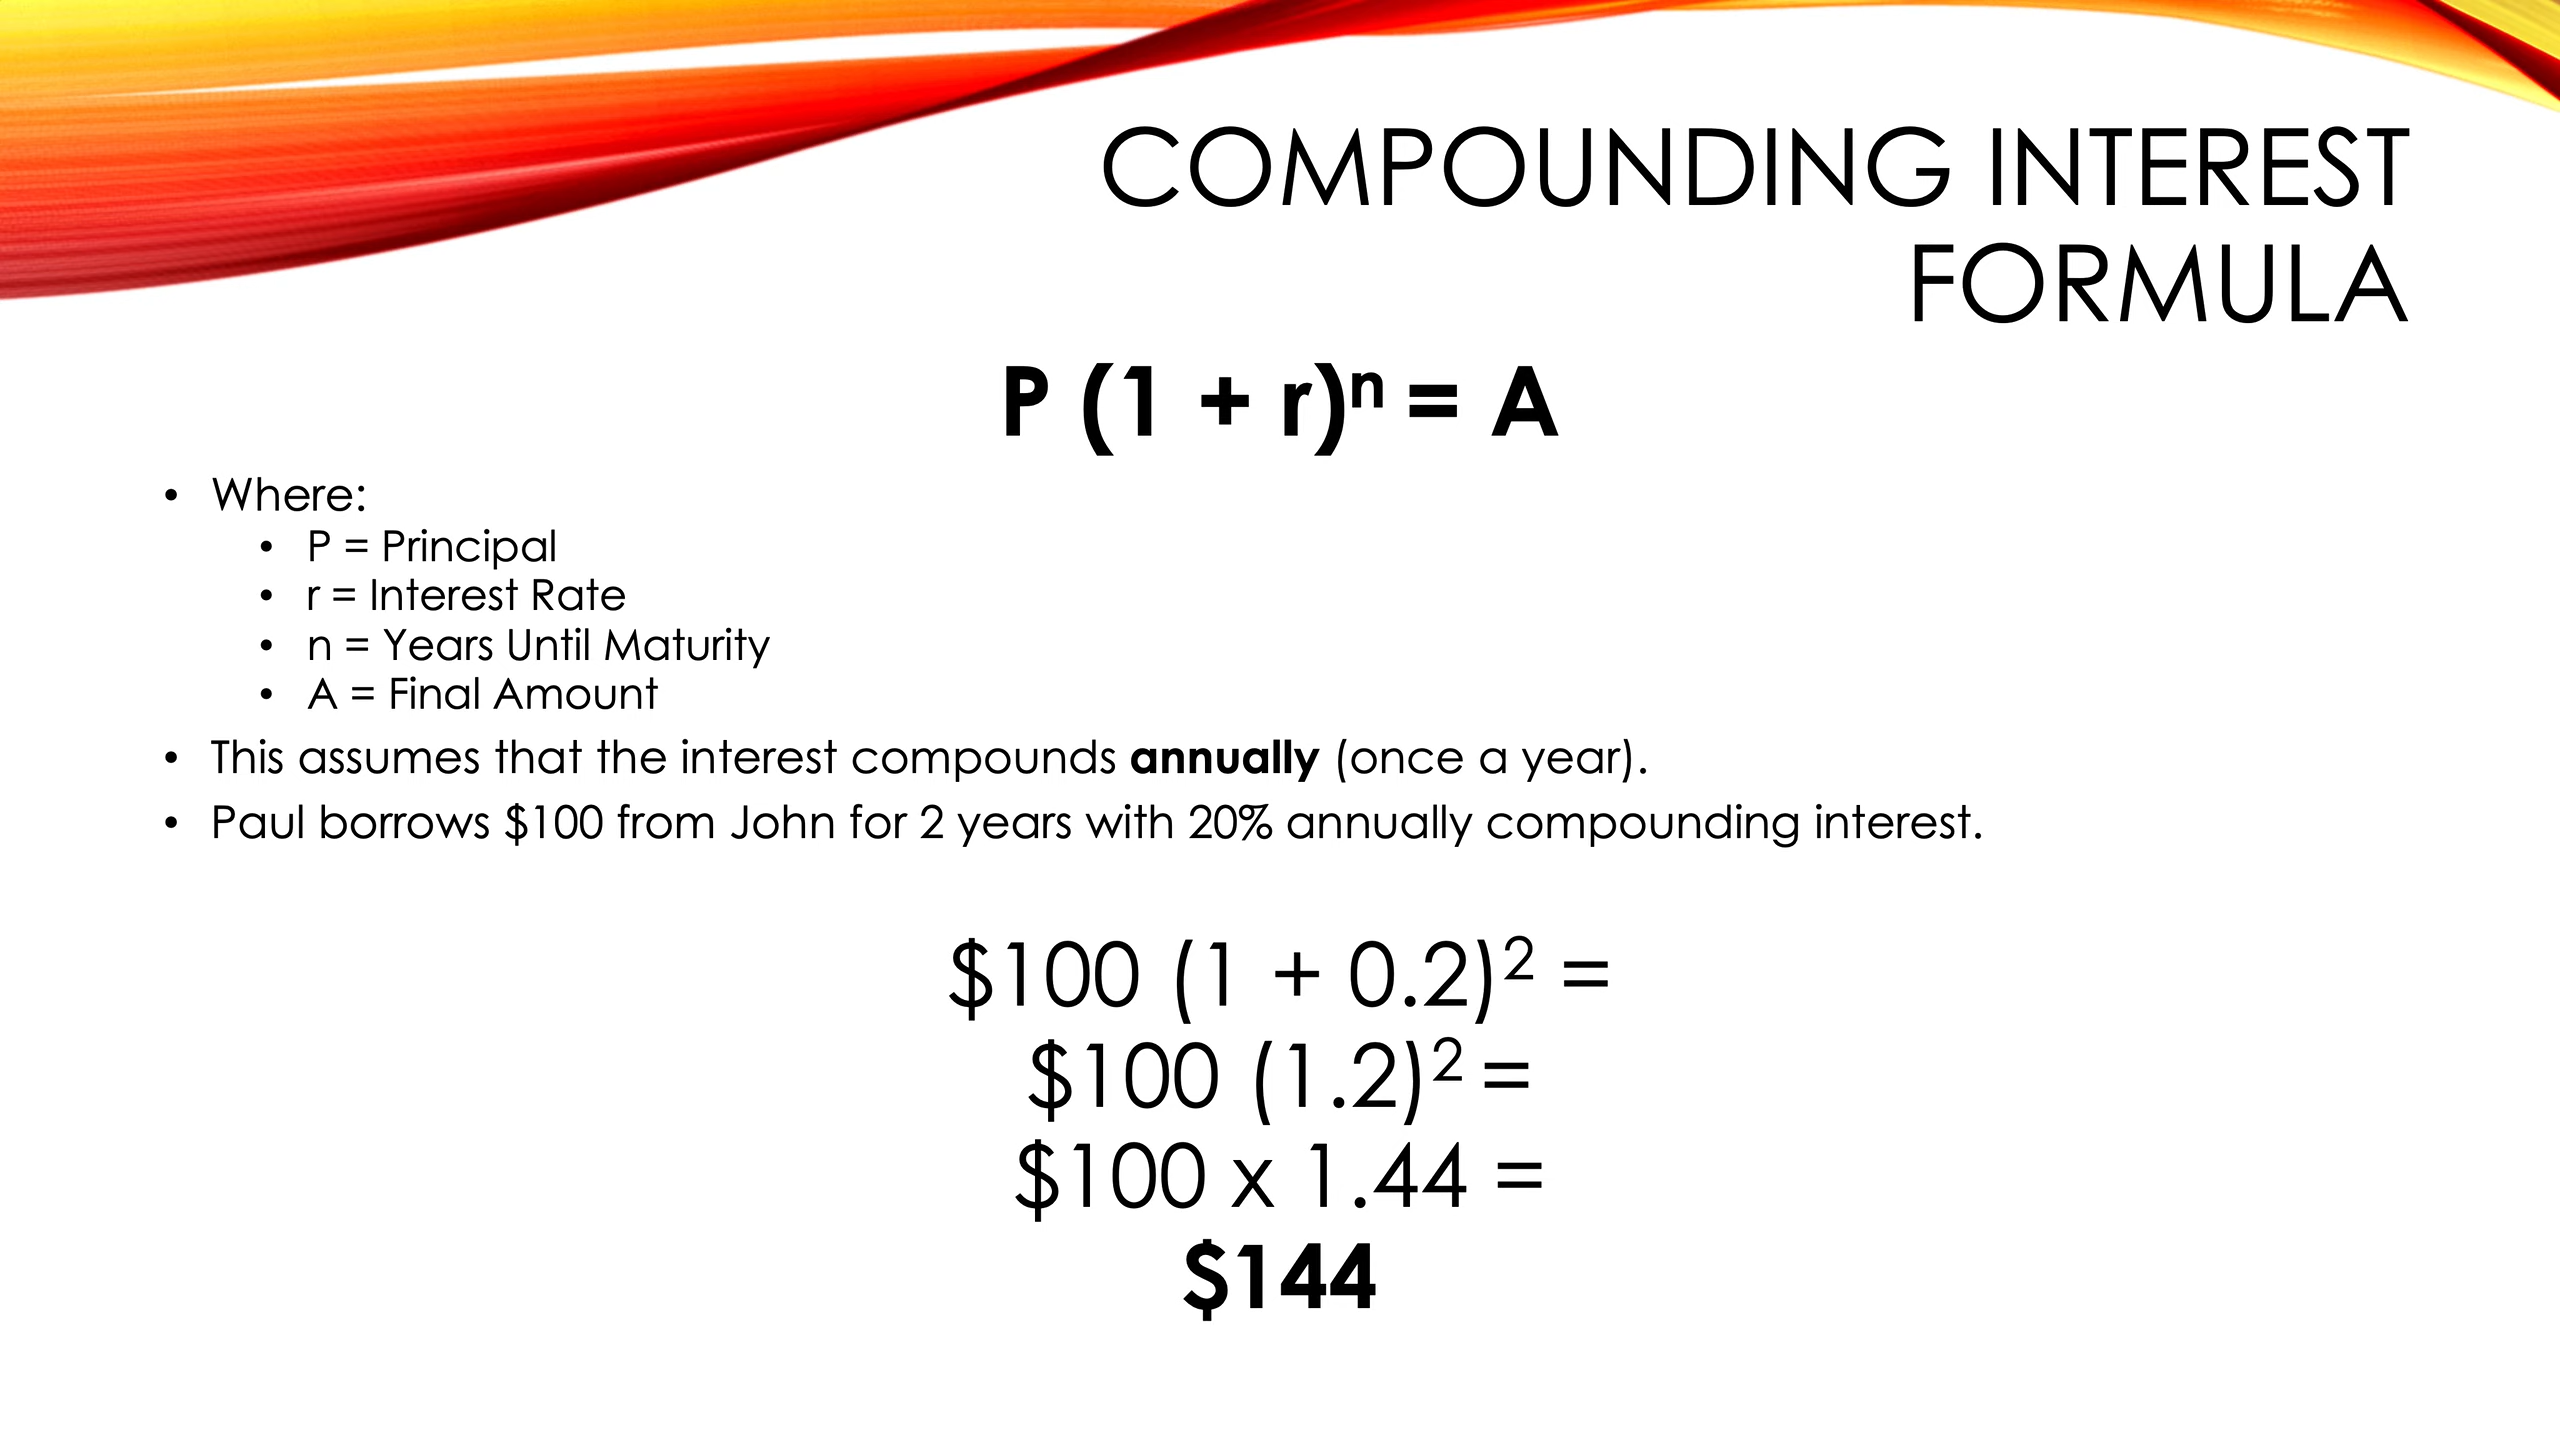 COMPOUNDING INTEREST
FORMULA
P (1 + r)ⁿ = A
• Where:
• P = Principal
• r = Interest Rate
• n = Years Until Maturity
• A = Final Amount
• This assumes that the interest compounds annually (once a year).
• Paul borrows $100 from John for 2 years with 20% annually compounding interest.
$100 (1 + 0.2)² =
$100 (1.2)² =
$100 x 1.44 =
$144